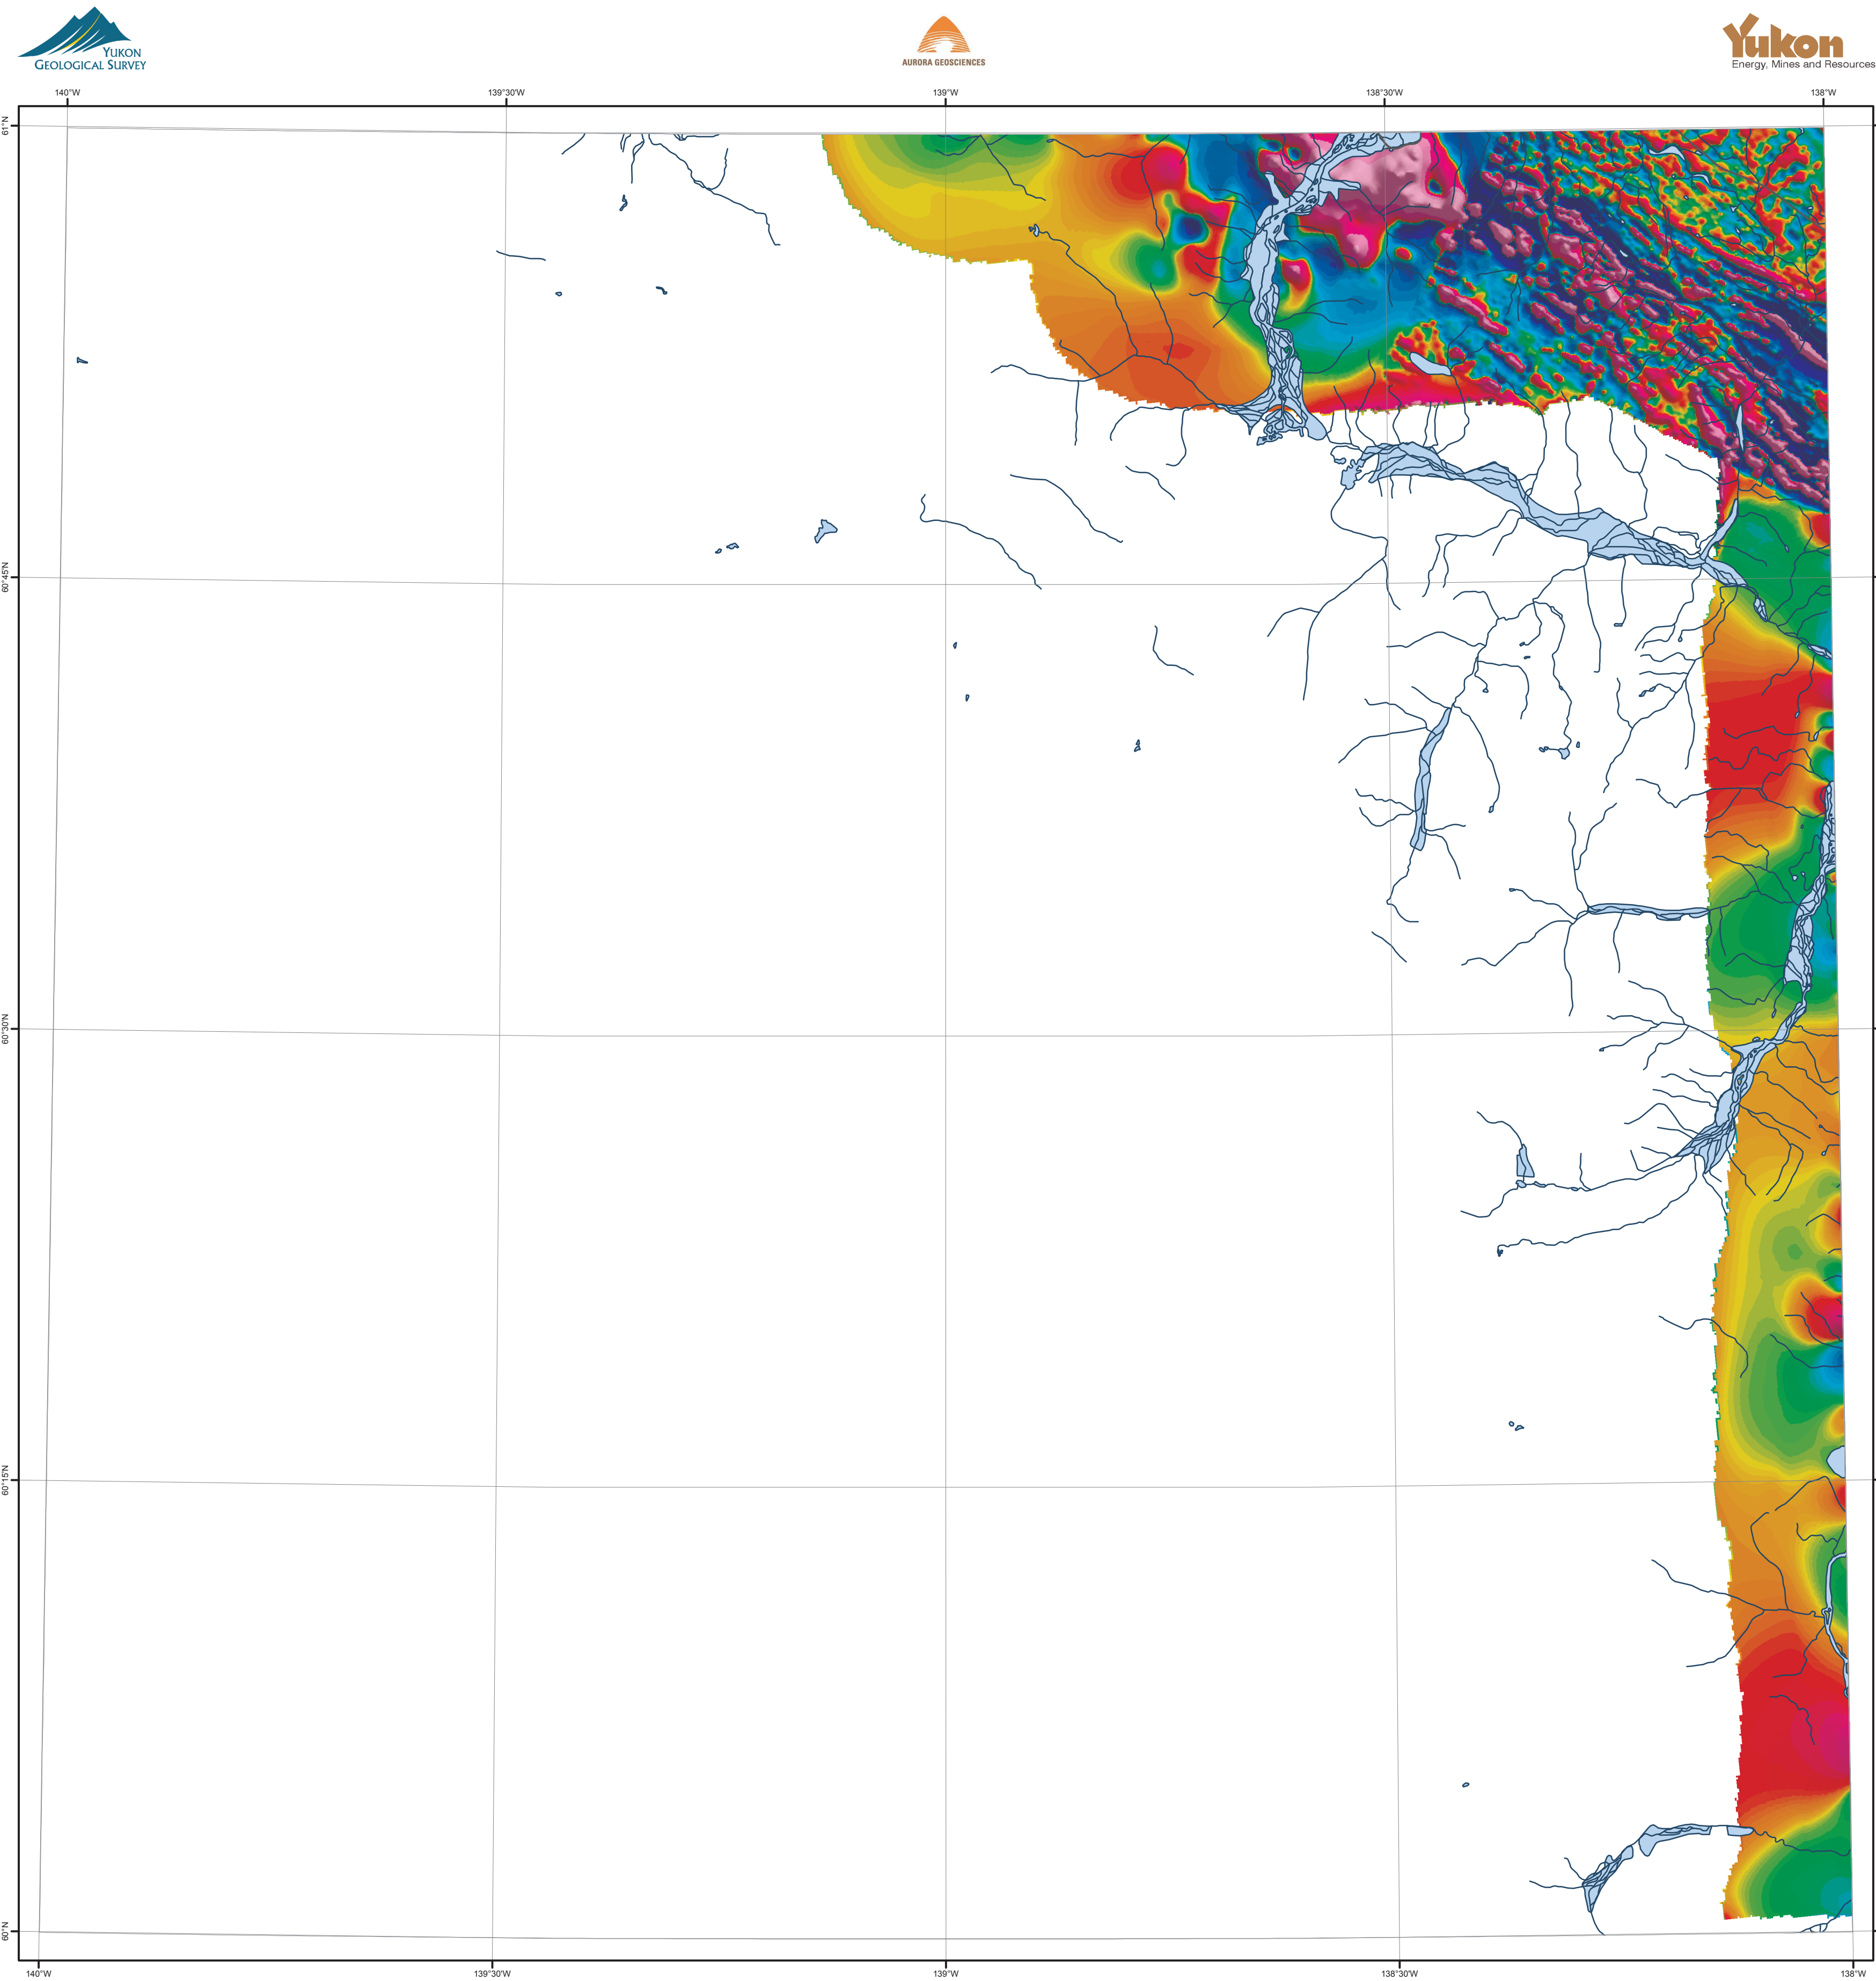 YUKON
GEOLOGICAL SURVEY
AURORA GEOSCIENCES
Yukon
Energy, Mines and Resources
140°W
139°30'W
139°W
138°30'W
138°W
61°N
60°45'N
60°30'N
60°15'N
60°N
140°W
139°30'W
139°W
138°30'W
138°W